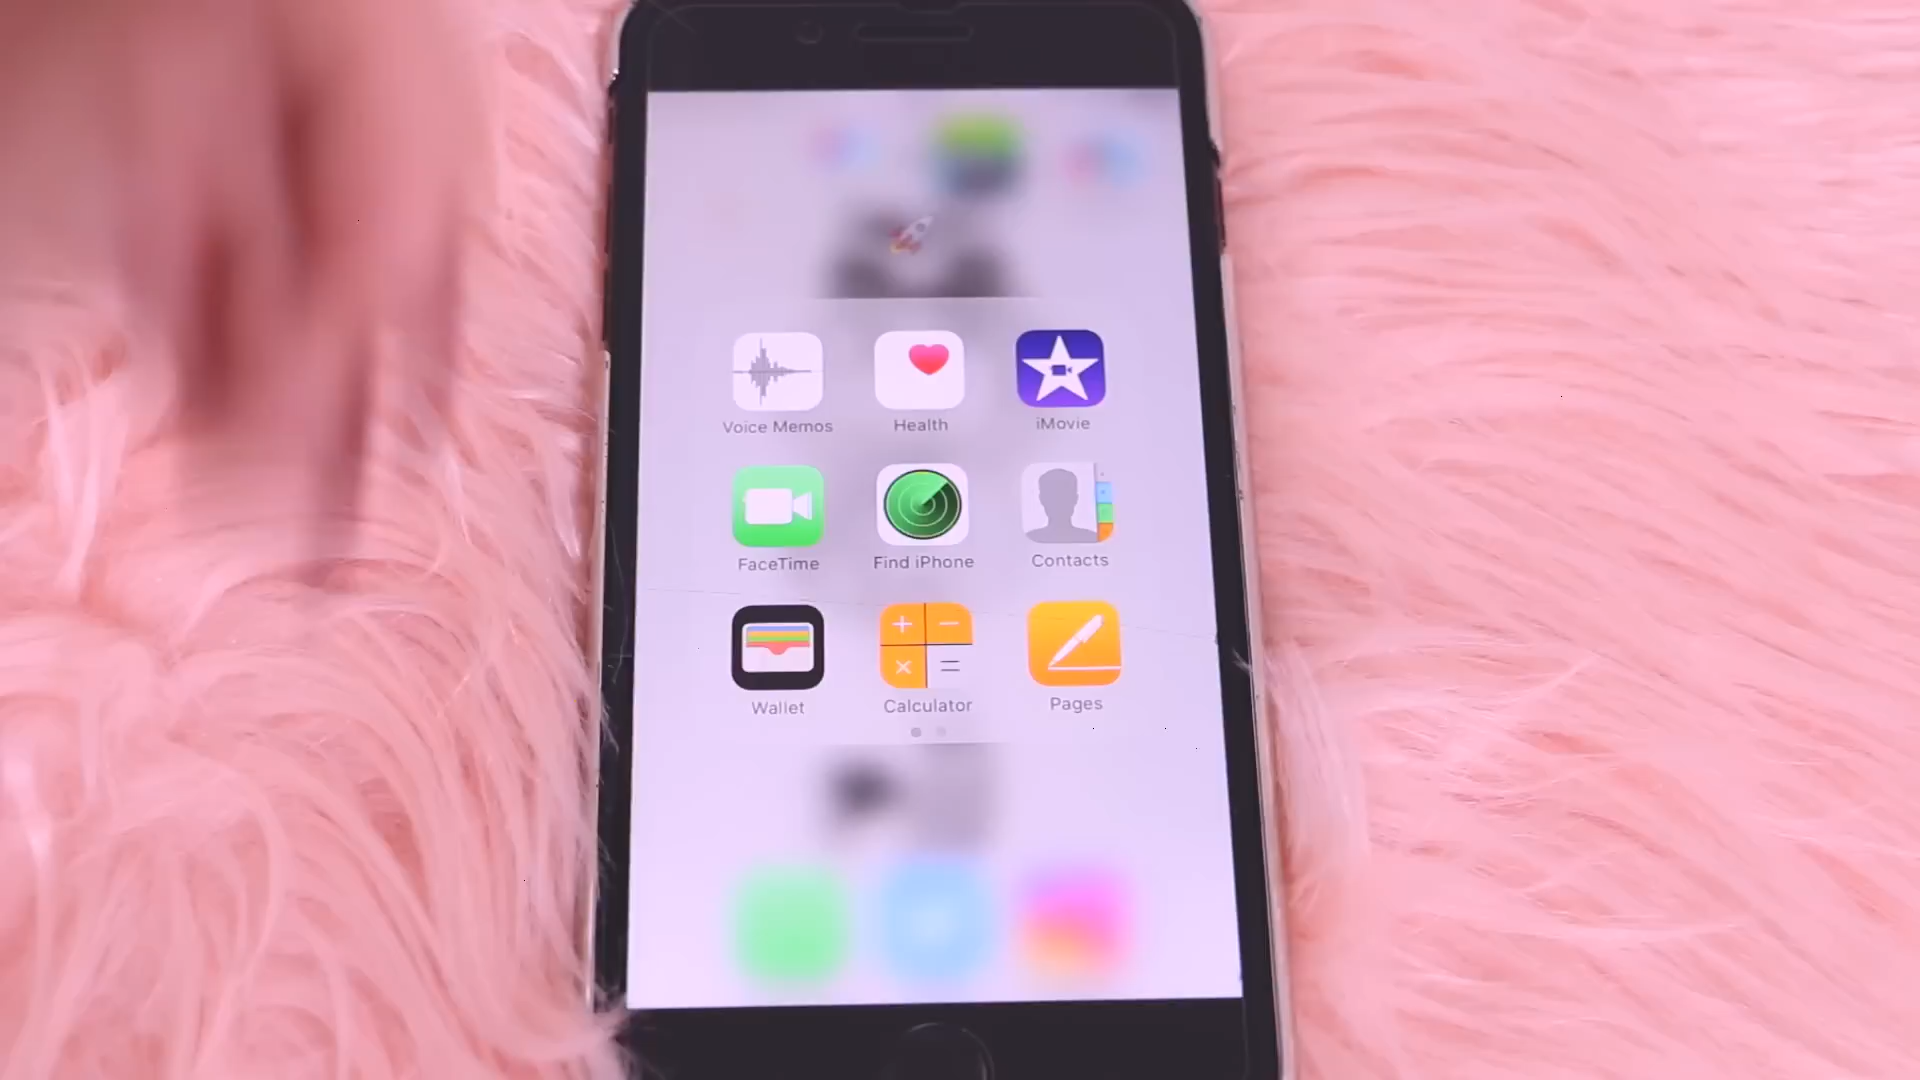 🚀
Voice Memos Health iMovie
FaceTime Find iPhone Contacts
Wallet Calculator Pages